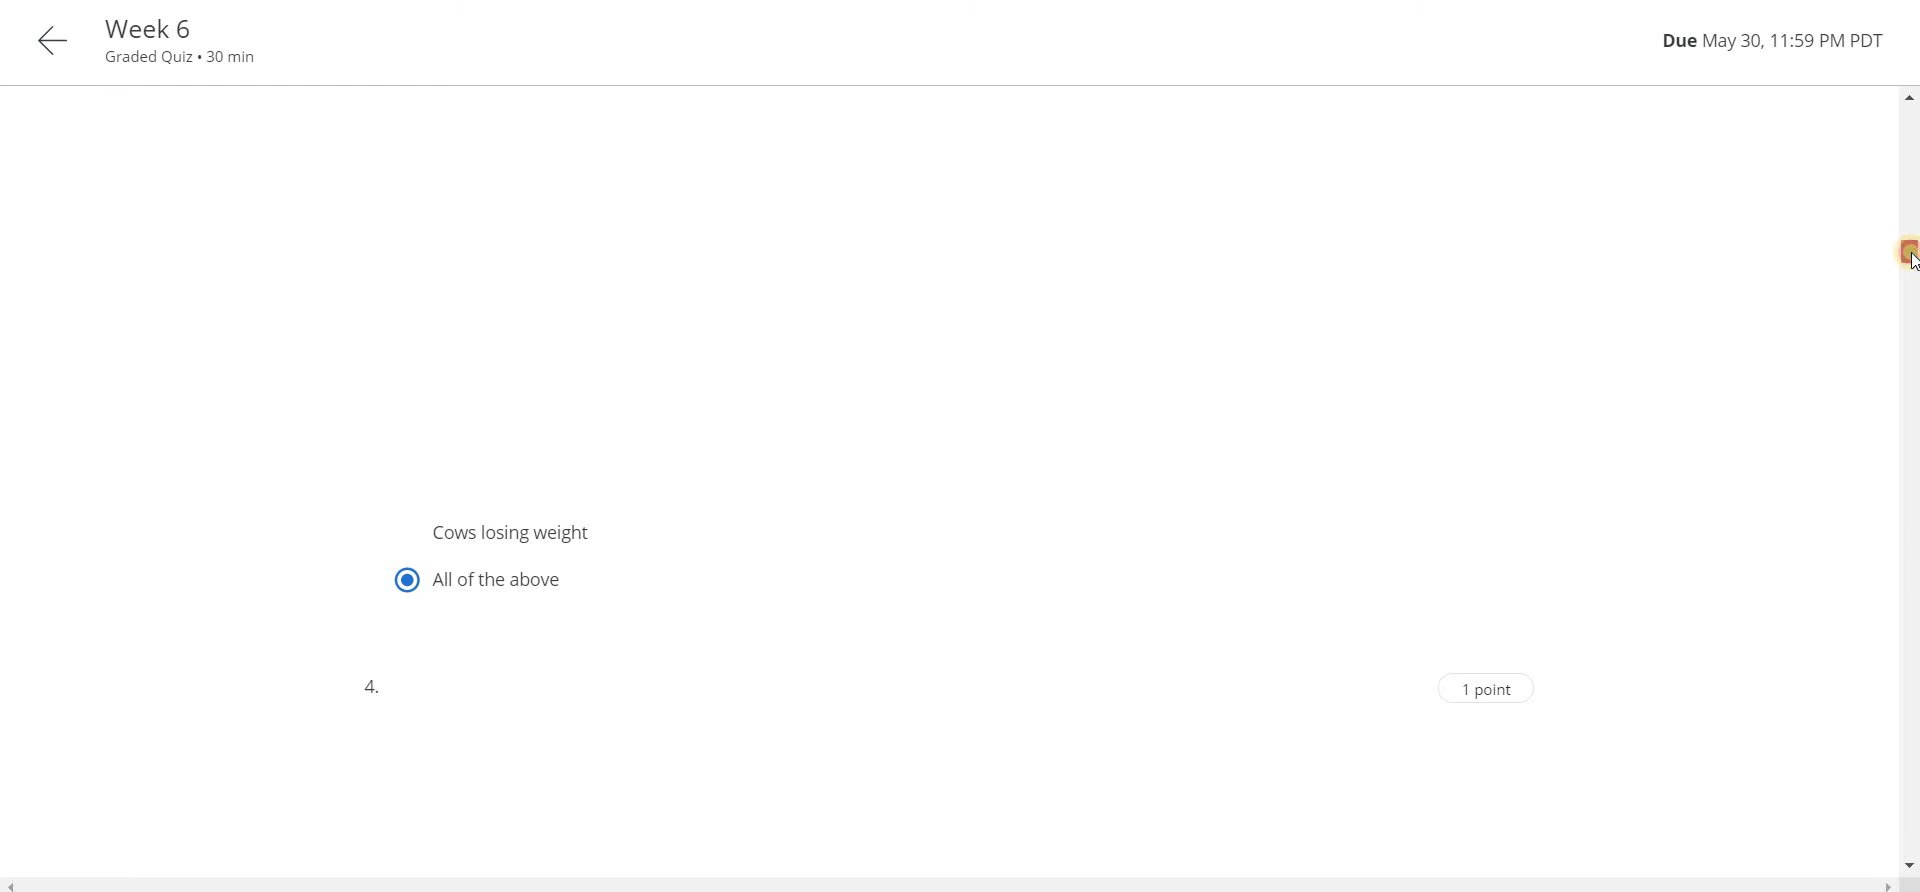 Week 6
Graded Quiz • 30 min
Due May 30, 11:59 PM PDT
Cows losing weight
All of the above
4.
1 point